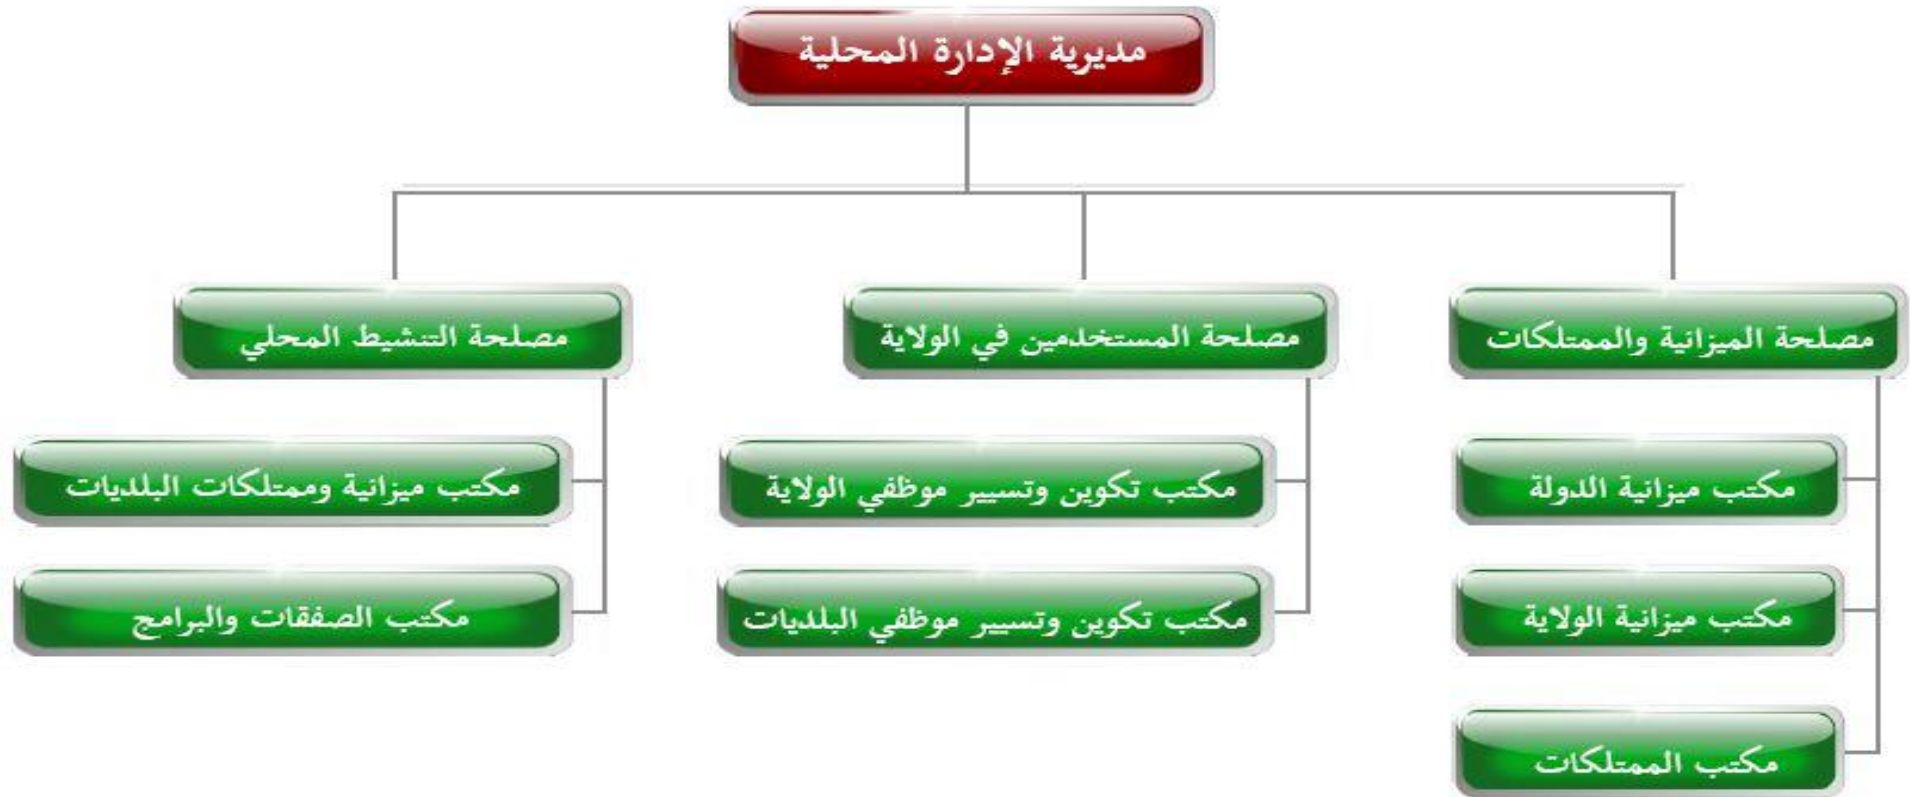 مديرية الإدارة المحلية
مصلحة الميزانية والممتلكات
مكتب ميزانية الدولة
مكتب ميزانية الولاية
مكتب الممتلكات
مصلحة المستخدمين في الولاية
مكتب تكوين وتسيير موظفي الولاية
مكتب تكوين وتسيير موظفي البلديات
مصلحة التنشيط المحلي
مكتب ميزانية وممتلكات البلديات
مكتب الصفقات والبرامج